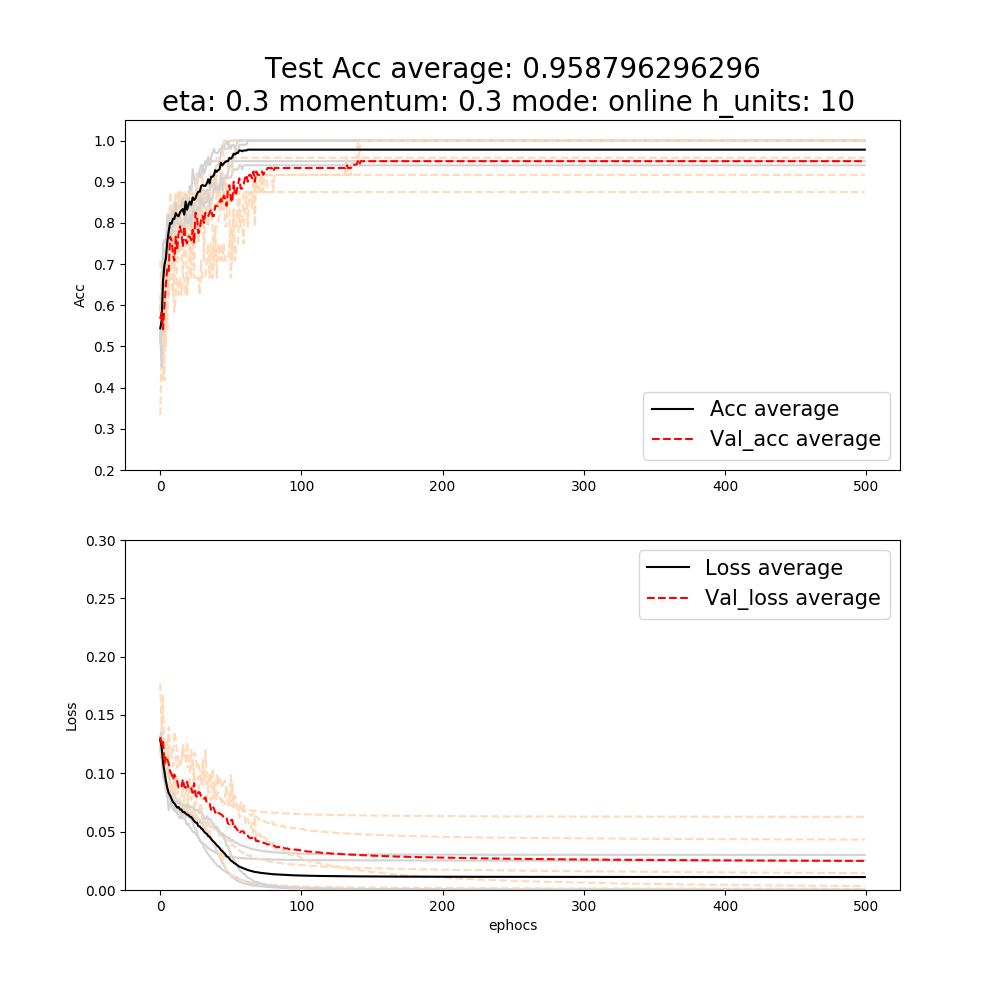 Test Acc average: 0.958796296296
eta: 0.3 momentum: 0.3 mode: online h_units: 10
1.0
0.9
0.8
0.7
0.6
0.5
0.4
0.3
0.2
Acc
Acc average
Val_acc average
0 100 200 300 400 500
0.30
0.25
0.20
0.15
0.10
0.05
0.00
Loss
Loss average
Val_loss average
0 100 200 300 400 500
ephocs